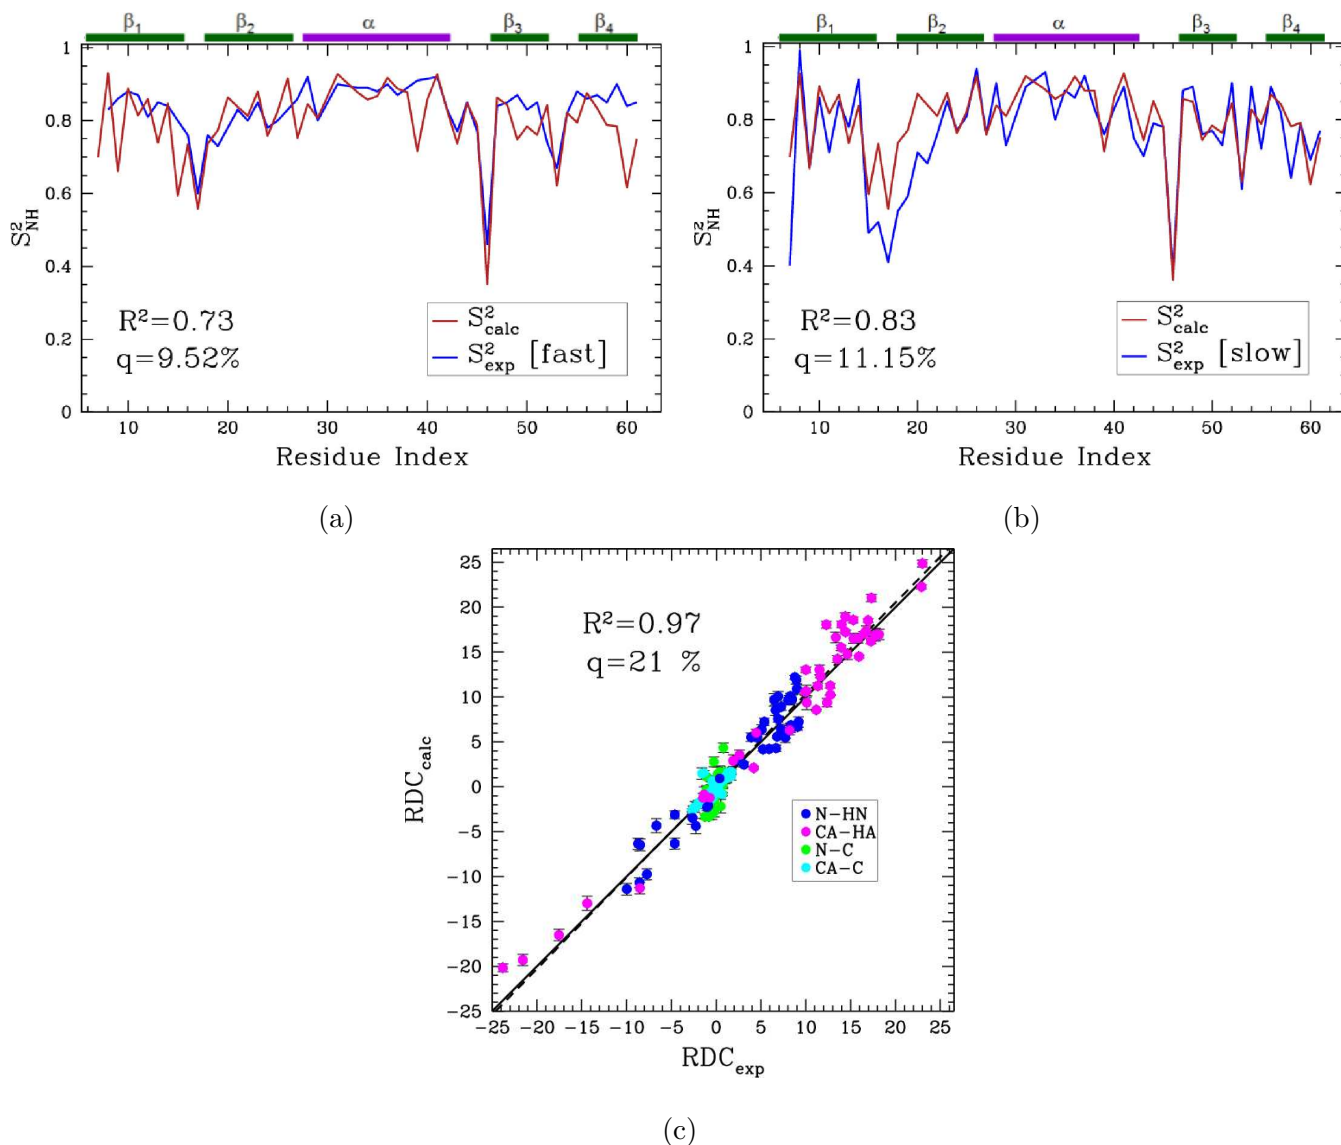 β₁ β₂ α β₃ β₄
1
0.8
0.6
0.4
0.2
0
S²NH
R²=0.73
q=9.52%
S²calc
S²exp [fast]
10 20 30 40 50 60
Residue Index
(a)
β₁ β₂ α β₃ β₄
1
0.8
0.6
0.4
0.2
0
S²NH
R²=0.83
q=11.15%
S²calc
S²exp [slow]
10 20 30 40 50 60
Residue Index
(b)
25
20
15
10
5
0
−5
−10
−15
−20
−25
RDCcalc
R²=0.97
q=21 %
N−HN
CA−HA
N−C
CA−C
−25 −20 −15 −10 −5 0 5 10 15 20 25
RDCexp
(c)